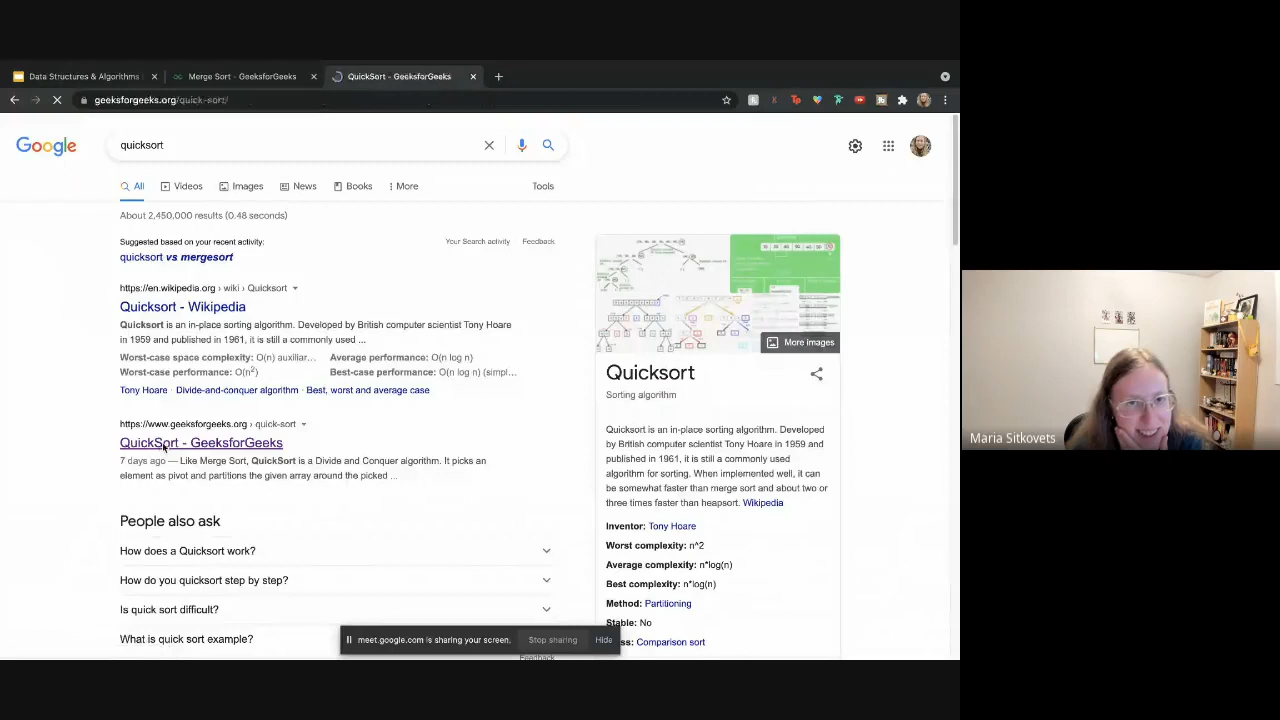 Data Structures & Algorithms
Merge Sort - GeeksforGeeks
QuickSort - GeeksforGeeks
geeksforgeeks.org/quick-sort/
Google
quicksort
All
Videos
Images
News
Books
More
Tools
About 2,450,000 results (0.48 seconds)
Suggested based on your recent activity:
Your Search activity
Feedback
quicksort vs mergesort
https://en.wikipedia.org › wiki › Quicksort
Quicksort - Wikipedia
Quicksort is an in-place sorting algorithm. Developed by British computer scientist Tony Hoare
in 1959 and published in 1961, it is still a commonly used ...
Worst-case space complexity: O(n) auxiliar... Average performance: O(n log n)
Worst-case performance: O(n²) Best-case performance: O(n log n) (simpl...
Tony Hoare · Divide-and-conquer algorithm · Best, worst and average case
https://www.geeksforgeeks.org › quick-sort
QuickSort - GeeksforGeeks
7 days ago — Like Merge Sort, QuickSort is a Divide and Conquer algorithm. It picks an
element as pivot and partitions the given array around the picked ...
People also ask
How does a Quicksort work?
How do you quicksort step by step?
Is quick sort difficult?
What is quick sort example?
Feedback
More images
Quicksort
Sorting algorithm
Quicksort is an in-place sorting algorithm. Developed
by British computer scientist Tony Hoare in 1959 and
published in 1961, it is still a commonly used
algorithm for sorting. When implemented well, it can
be somewhat faster than merge sort and about two or
three times faster than heapsort. Wikipedia
Inventor: Tony Hoare
Worst complexity: n^2
Average complexity: n*log(n)
Best complexity: n*log(n)
Method: Partitioning
Stable: No
ss: Comparison sort
meet.google.com is sharing your screen.
Stop sharing
Hide
Maria Sitkovets